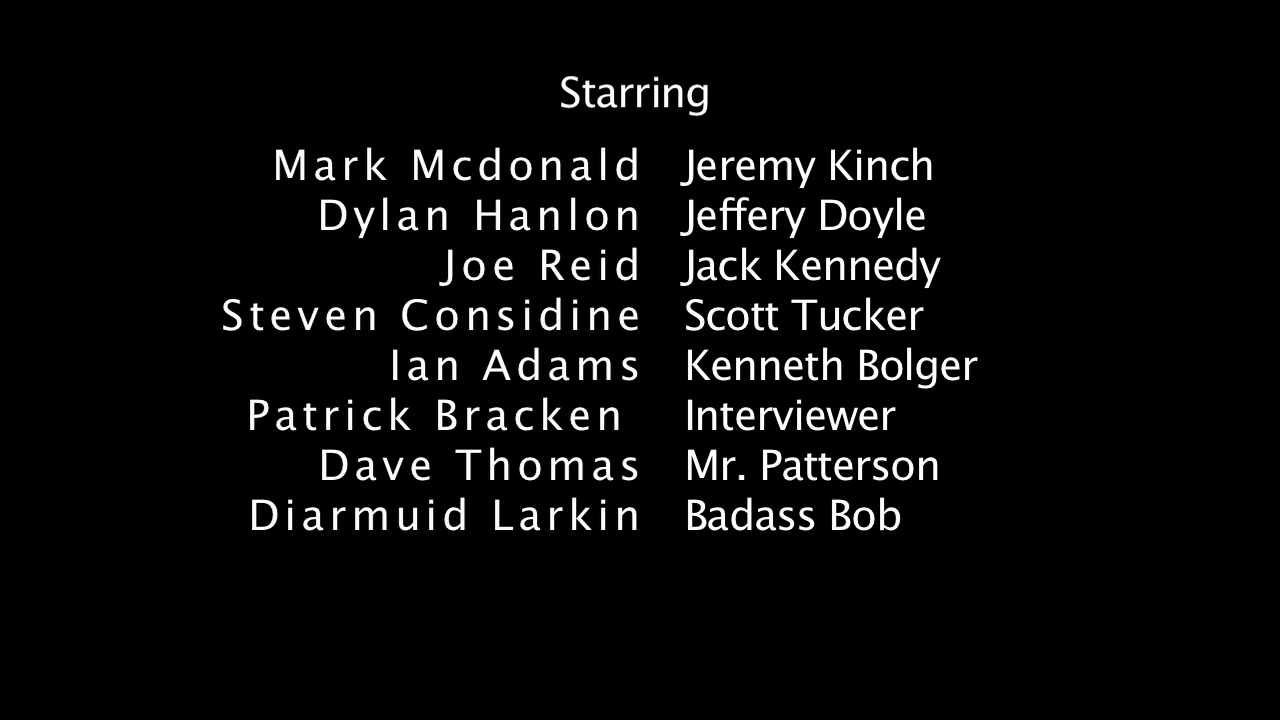 Starring
Mark Mcdonald Jeremy Kinch
Dylan Hanlon Jeffery Doyle
Joe Reid Jack Kennedy
Steven Considine Scott Tucker
Ian Adams Kenneth Bolger
Patrick Bracken Interviewer
Dave Thomas Mr. Patterson
Diarmuid Larkin Badass Bob